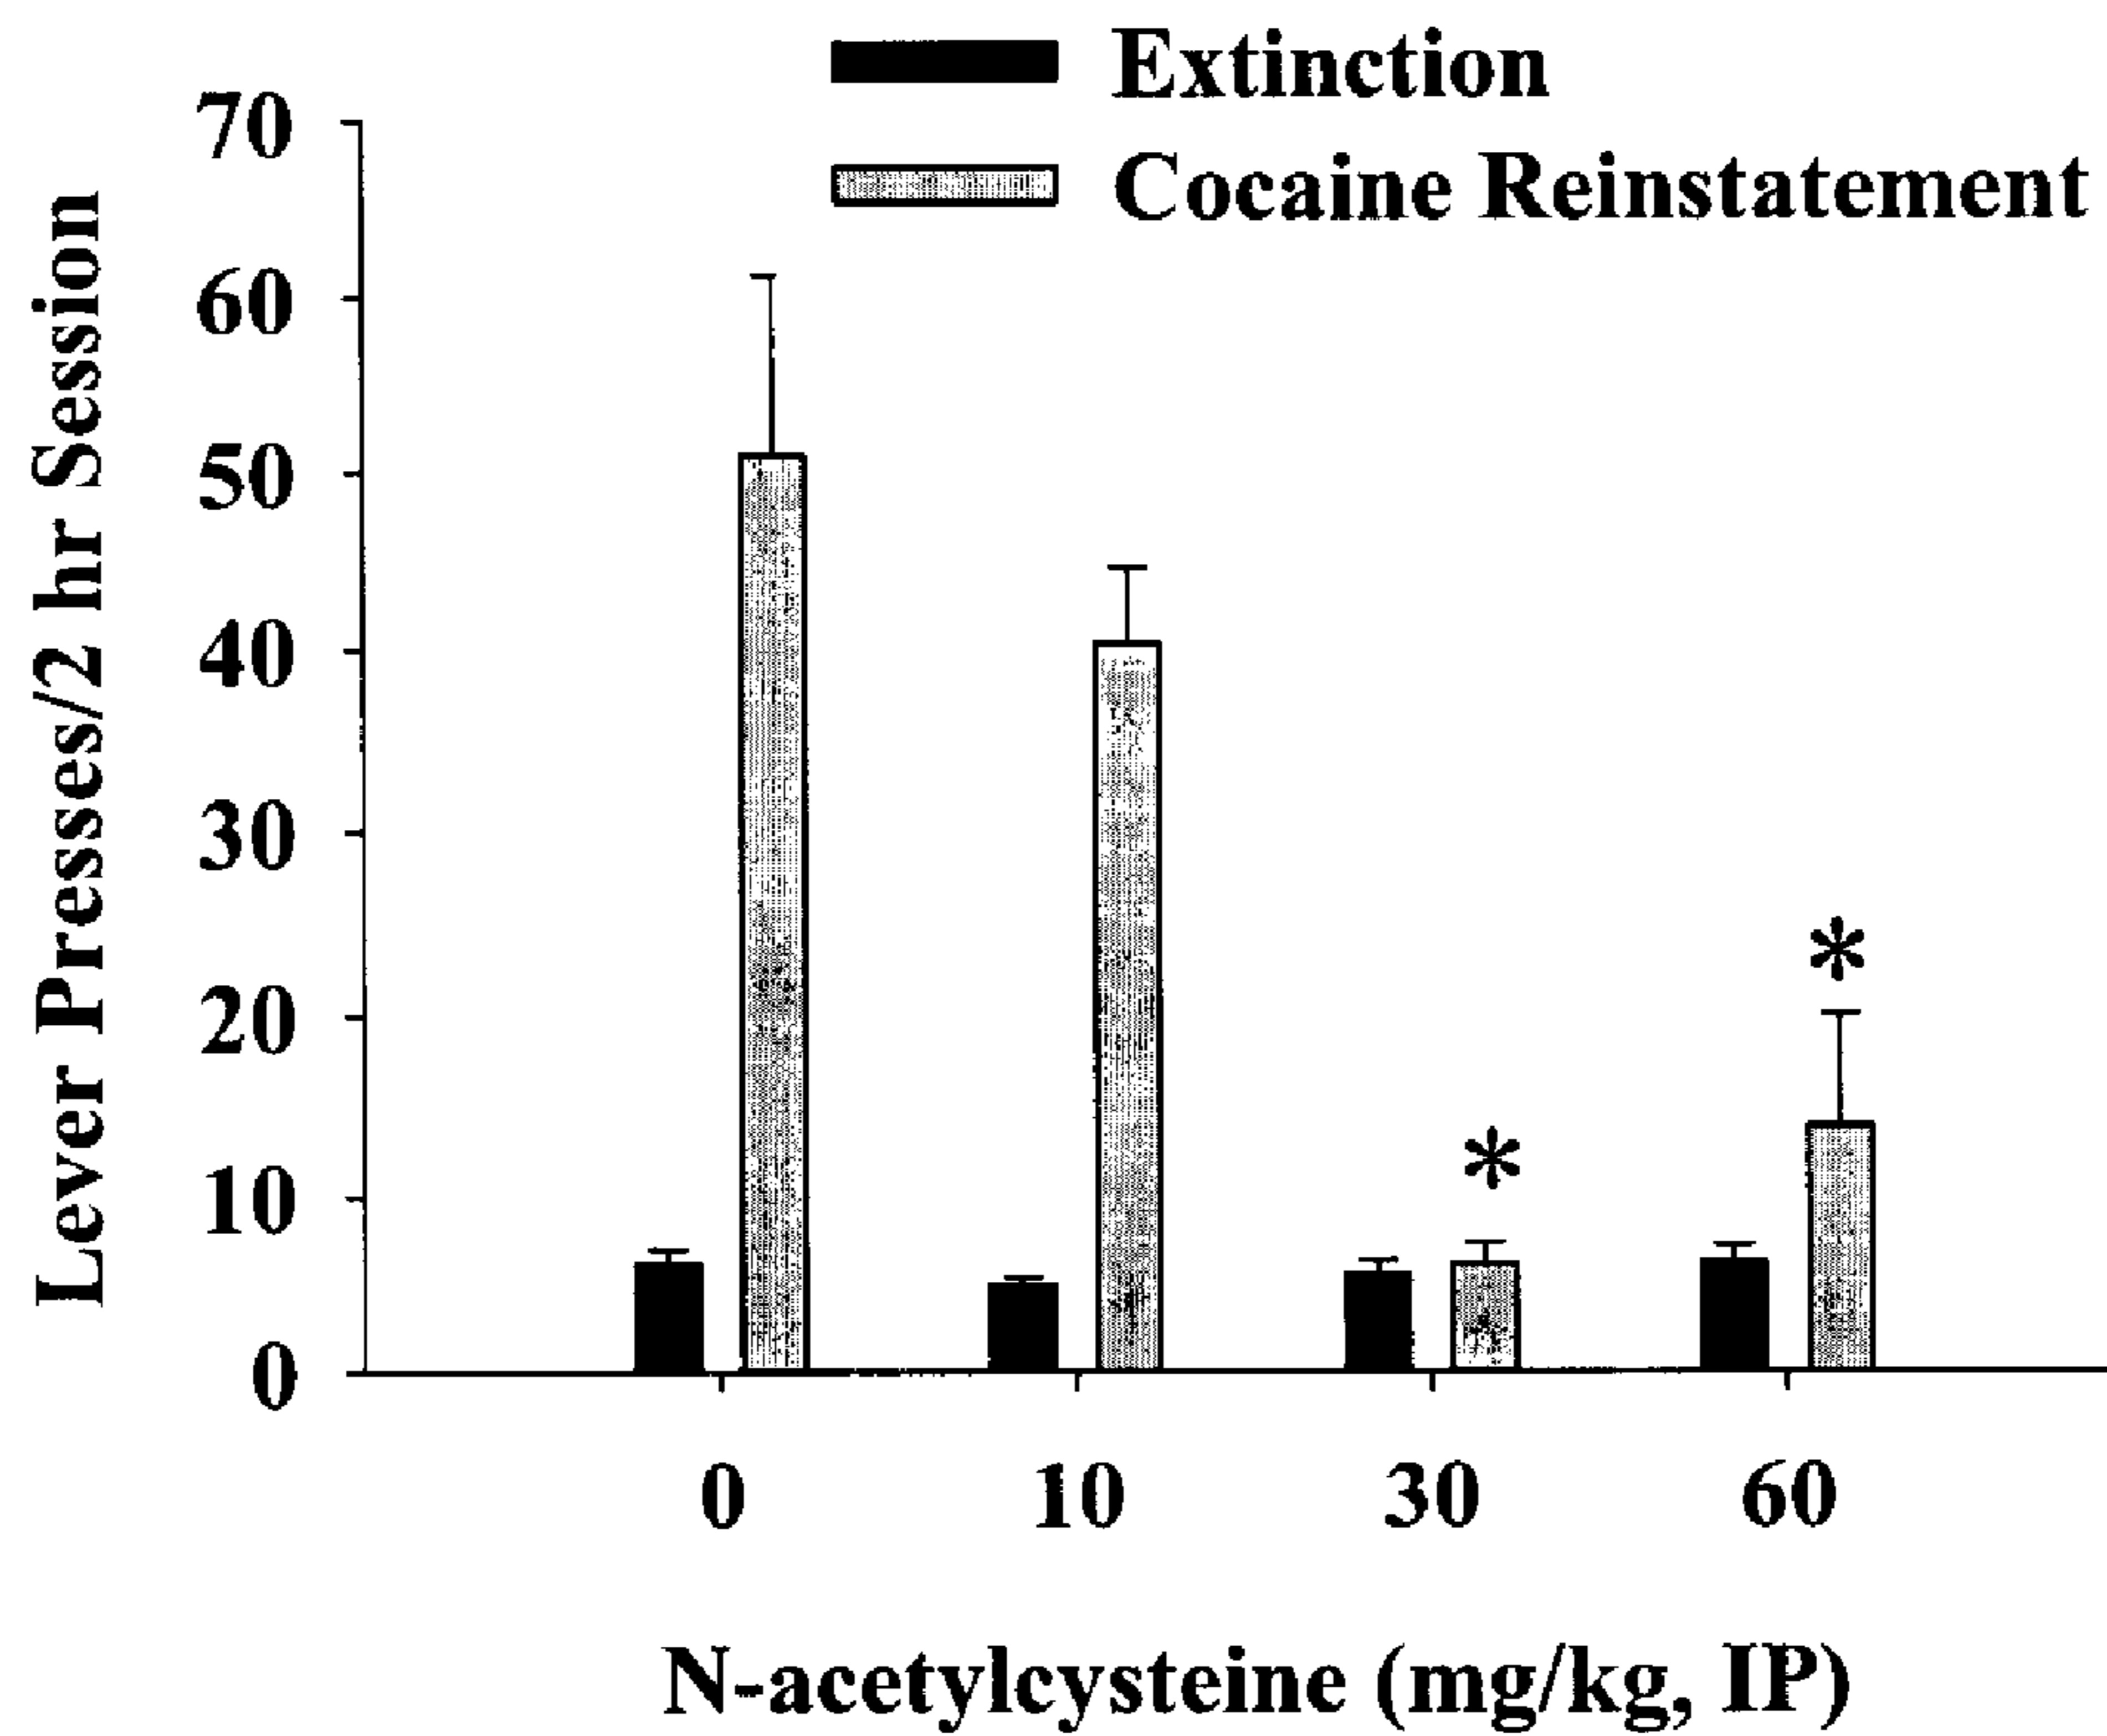 Extinction
Cocaine Reinstatement
Lever Presses/2 hr Session
70
60
50
40
30
20
10
0
*
*
0 10 30 60
N-acetylcysteine (mg/kg, IP)